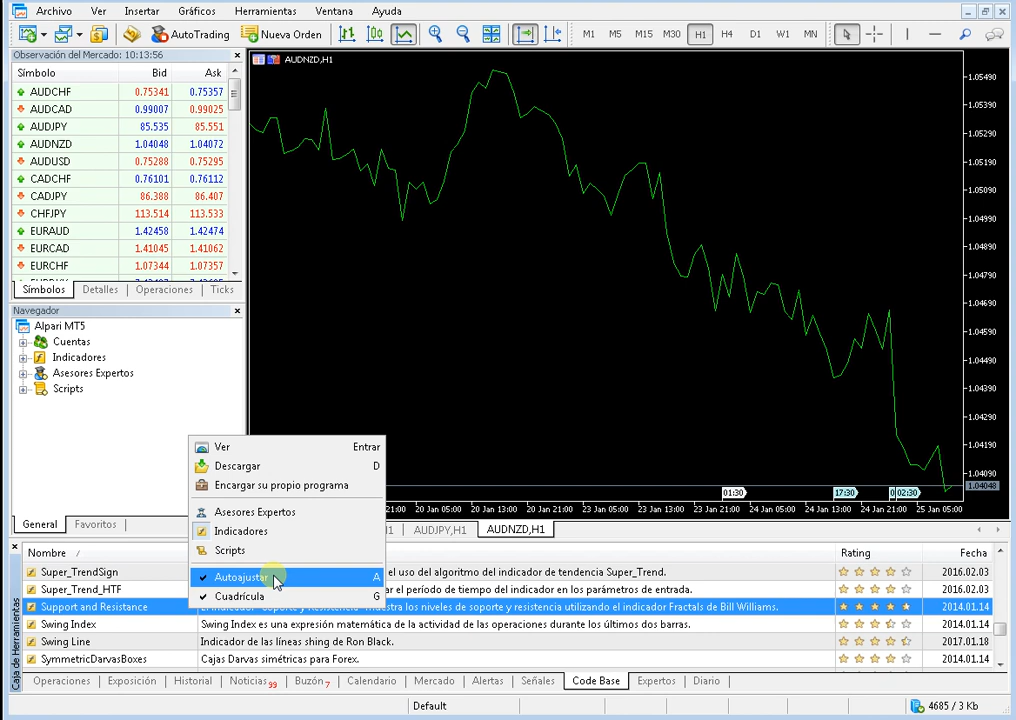 Archivo Ver Insertar Gráficos Herramientas Ventana Ayuda
AutoTrading Nueva Orden M1 M5 M15 M30 H1 H4 D1 W1 MN
Observación del Mercado: 10:13:56
Símbolo Bid Ask
AUDCHF 0.75341 0.75357
AUDCAD 0.99007 0.99025
AUDJPY 85.535 85.551
AUDNZD 1.04048 1.04072
AUDUSD 0.75288 0.75295
CADCHF 0.76101 0.76112
CADJPY 86.388 86.407
CHFJPY 113.514 113.533
EURAUD 1.42458 1.42474
EURCAD 1.41045 1.41062
EURCHF 1.07344 1.07357
Símbolos Detalles Operaciones Ticks
Navegador
Alpari MT5
Cuentas
Indicadores
Asesores Expertos
Scripts
General Favoritos
AUDNZD,H1
1.05490
1.05390
1.05290
1.05190
1.05090
1.04990
1.04890
1.04790
1.04690
1.04590
1.04490
1.04390
1.04290
1.04190
1.04090
1.04048
01:30 17:30 0 02:30
21:00 20 Jan 05:00 20 Jan 13:00 20 Jan 21:00 23 Jan 05:00 23 Jan 13:00 23 Jan 21:00 24 Jan 05:00 24 Jan 13:00 24 Jan 21:00 25 Jan 05:00
H1 AUDJPY,H1 AUDNZD,H1
Ver Entrar
Descargar D
Encargar su propio programa
Asesores Expertos
Indicadores
Scripts
Autoajustar A
Cuadrícula G
Caja de Herramientas
Nombre / Rating Fecha
Super_TrendSign el uso del algoritmo del indicador de tendencia Super_Trend. 2016.02.03
Super_Trend_HTF ar el período de tiempo del indicador en los parámetros de entrada. 2016.02.03
Support and Resistance El indicador "Soporte y Resistencia" muestra los niveles de soporte y resistencia utilizando el indicador Fractals de Bill Williams. 2014.01.14
Swing Index Swing Index es una expresión matemática de la actividad de las operaciones durante los últimos dos barras. 2014.01.14
Swing Line Indicador de las líneas shing de Ron Black. 2017.01.18
SymmetricDarvasBoxes Cajas Darvas simétricas para Forex. 2014.01.14
Operaciones Exposición Historial Noticias 99 Buzón 7 Calendario Mercado Alertas Señales Code Base Expertos Diario
Default 4685 / 3 Kb